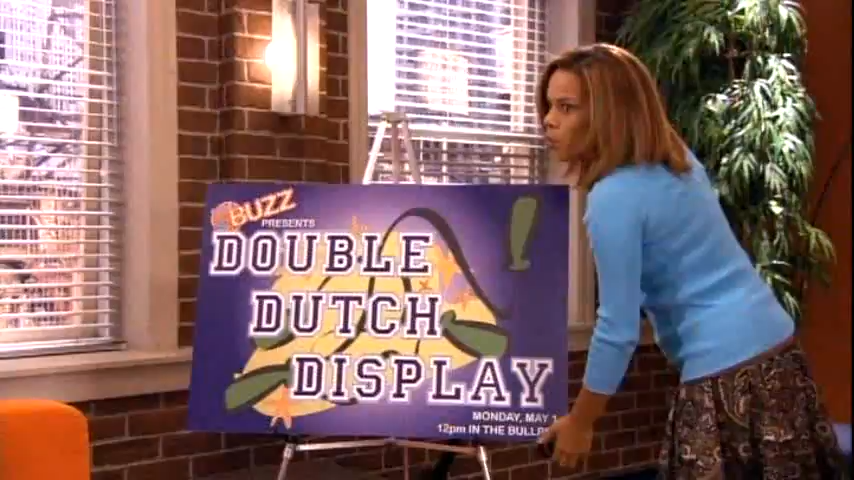 BUZZ
PRESENTS
DOUBLE
DUTCH
DISPLAY
MONDAY, MAY 1
12pm IN THE